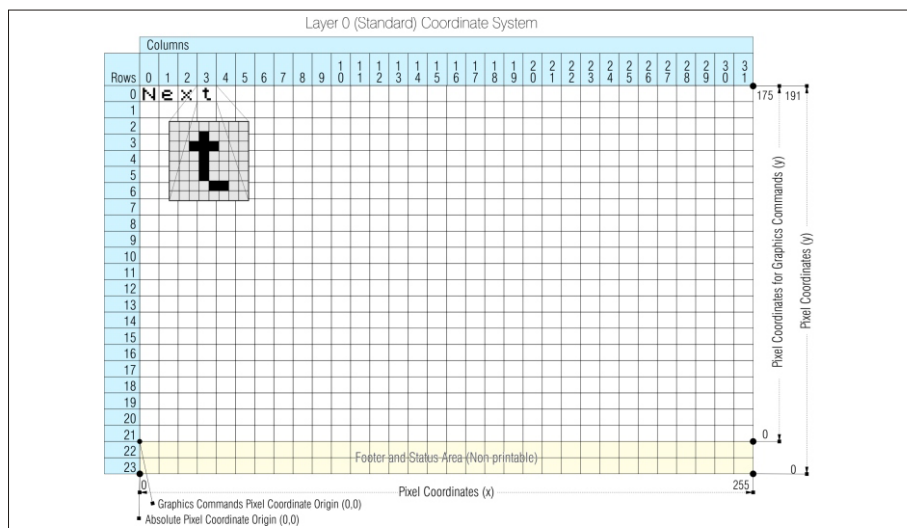 Layer 0 (Standard) Coordinate System
Columns
Rows 0 1 2 3 4 5 6 7 8 9 10 11 12 13 14 15 16 17 18 19 20 21 22 23 24 25 26 27 28 29 30 31
0 Next 175 191
1
2
3 t
4
5
6
7
8
9
10
11
12
13
14
15
16
17
18
19
20
21 0
22 Footer and Status Area (Non printable)
23 0
Pixel Coordinates for Graphics Commands (y)
Pixel Coordinates (y)
0 Pixel Coordinates (x) 255
Graphics Commands Pixel Coordinate Origin (0,0)
Absolute Pixel Coordinate Origin (0,0)